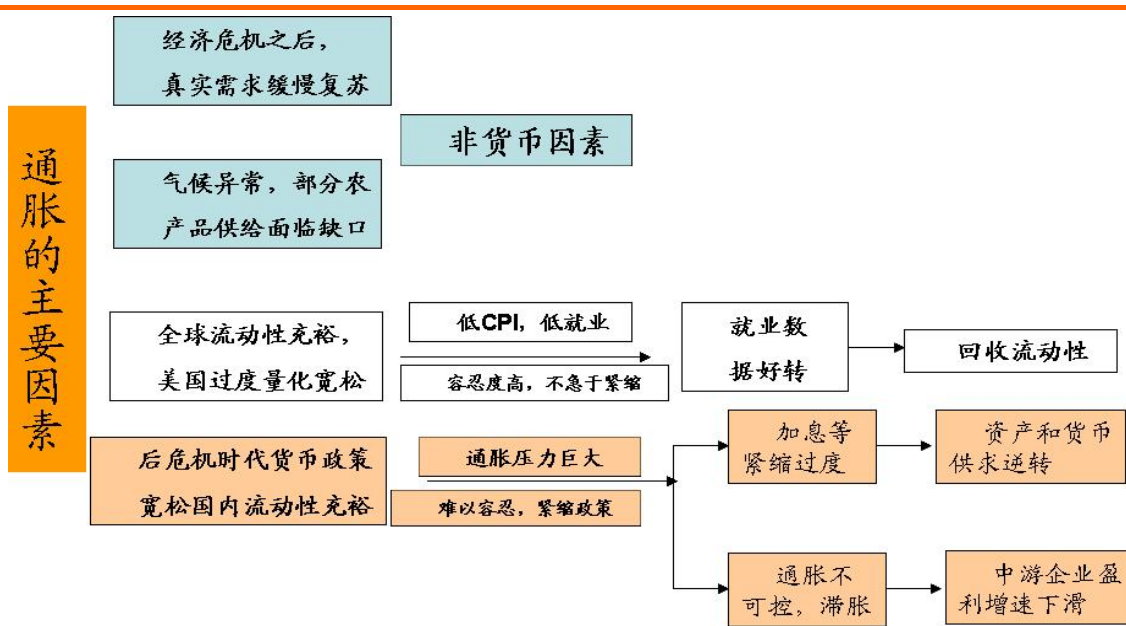 通胀的主要因素
经济危机之后,
真实需求缓慢复苏
非货币因素
气候异常,部分农
产品供给面临缺口
全球流动性充裕,
美国过度量化宽松
低CPI,低就业
容忍度高,不急于紧缩
就业数
据好转
回收流动性
后危机时代货币政策
宽松国内流动性充裕
通胀压力巨大
难以容忍,紧缩政策
加息等
紧缩过度
资产和货币
供求逆转
通胀不
可控,滞胀
中游企业盈
利增速下滑